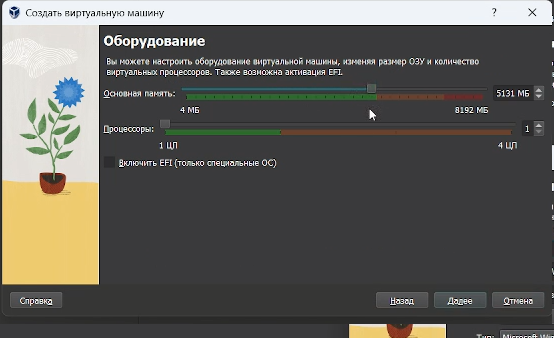 Создать виртуальную машину
Оборудование
Вы можете настроить оборудование виртуальной машины, изменяя размер ОЗУ и количество
виртуальных процессоров. Также возможна активация EFI.
Основная память:
5131 МБ
4 МБ
8192 МБ
Процессоры:
1
1 ЦП
4 ЦП
Включить EFI (только специальные ОС)
Справка
Назад
Далее
Отмена
Тип:
Microsoft Win